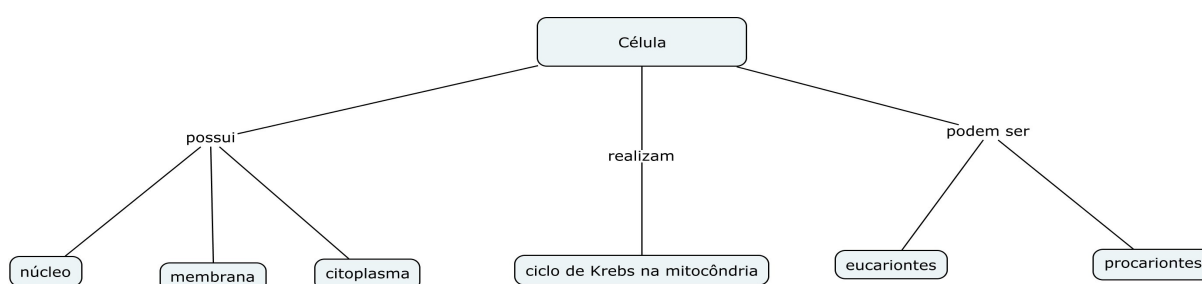 Célula
possui
realizam
podem ser
núcleo
membrana
citoplasma
ciclo de Krebs na mitocôndria
eucariontes
procariontes